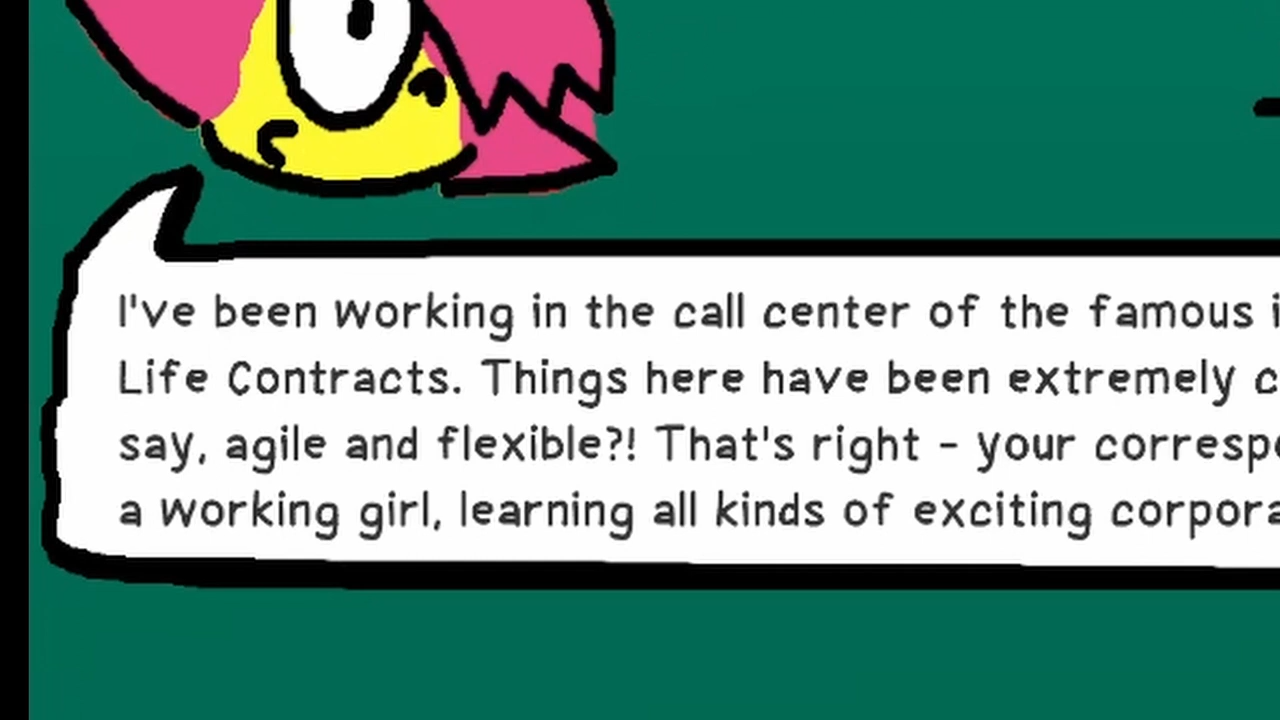 I've been working in the call center of the famous
Life Contracts. Things here have been extremely
say, agile and flexible?! That's right - your
a working girl, learning all kinds of exciting